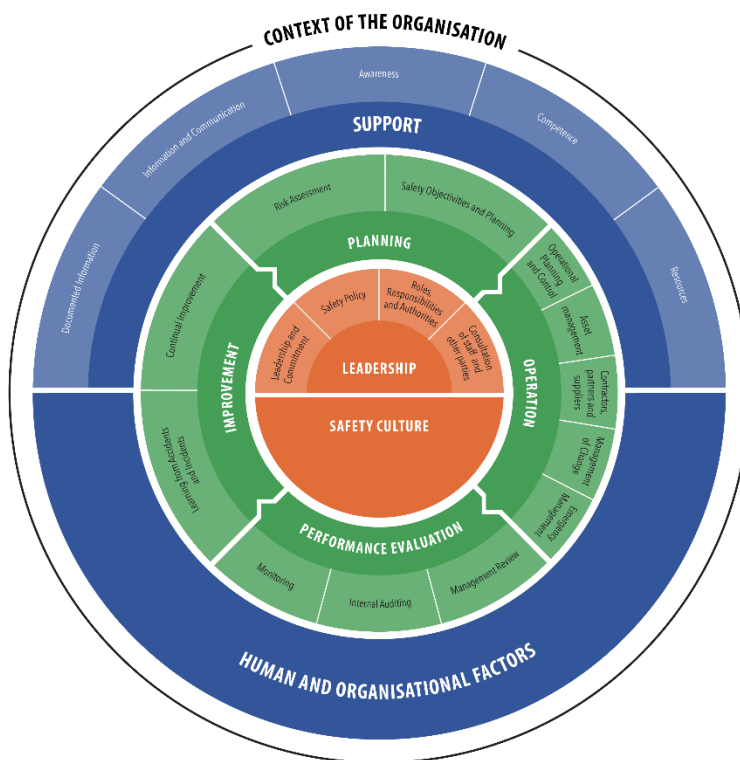 CONTEXT OF THE ORGANISATION
Documented Information
Information and Communication
Awareness
Competence
Resources
SUPPORT
Risk Assessment
Safety Objectivities and Planning
PLANNING
Operational
Planning
and Control
Asset
management
Contractors,
partners and
suppliers
Management
of Change
Emergency
Management
OPERATION
Continual Improvement
Learning from Accidents
and Incidents
IMPROVEMENT
Leadership and
Commitment
Safety Policy
Roles,
Responsibilities
and Authorities
Consultation
of staff and
other parties
LEADERSHIP
SAFETY CULTURE
PERFORMANCE EVALUATION
Monitoring
Internal Auditing
Management Review
HUMAN AND ORGANISATIONAL FACTORS